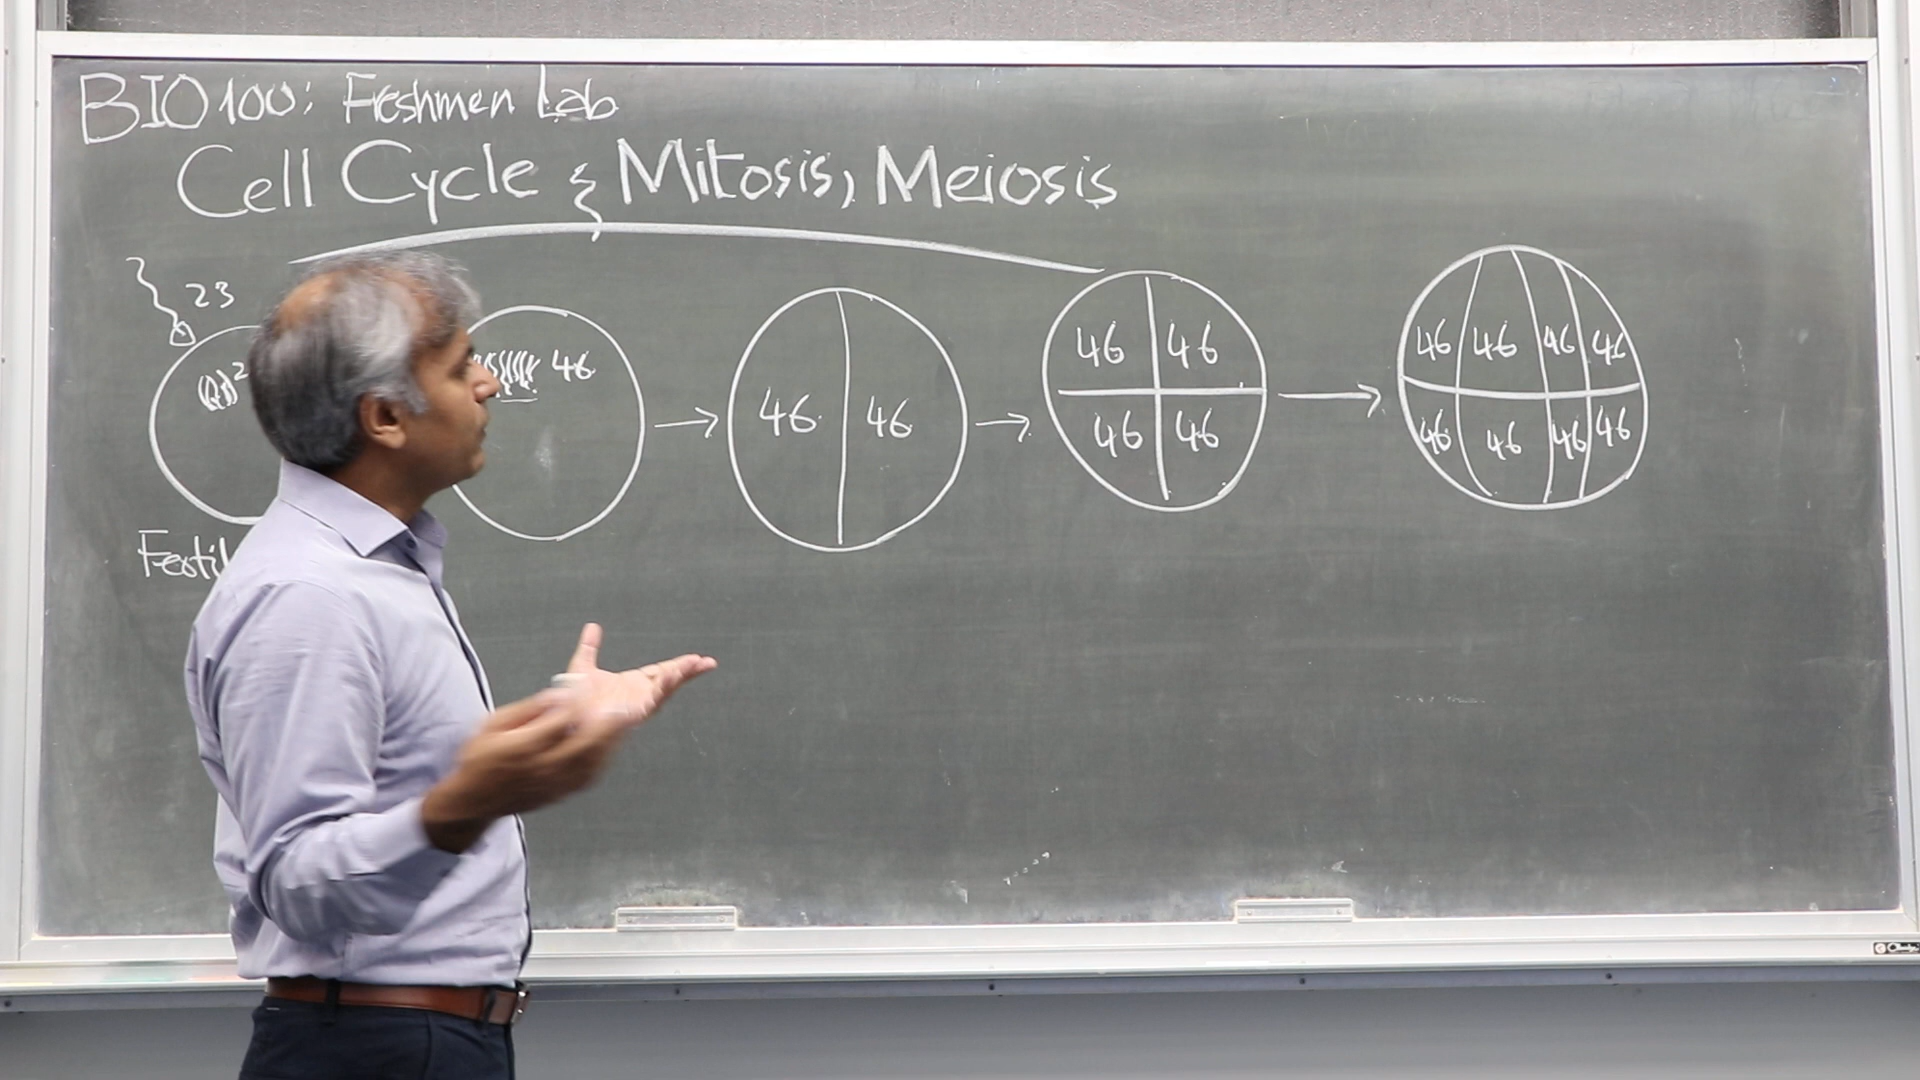 BIO 100: Freshmen Lab
Cell Cycle & Mitosis, Meiosis
23
2
46
46 46
46 46
46 46
46 46 46 46
46 46 46 46
Fertil